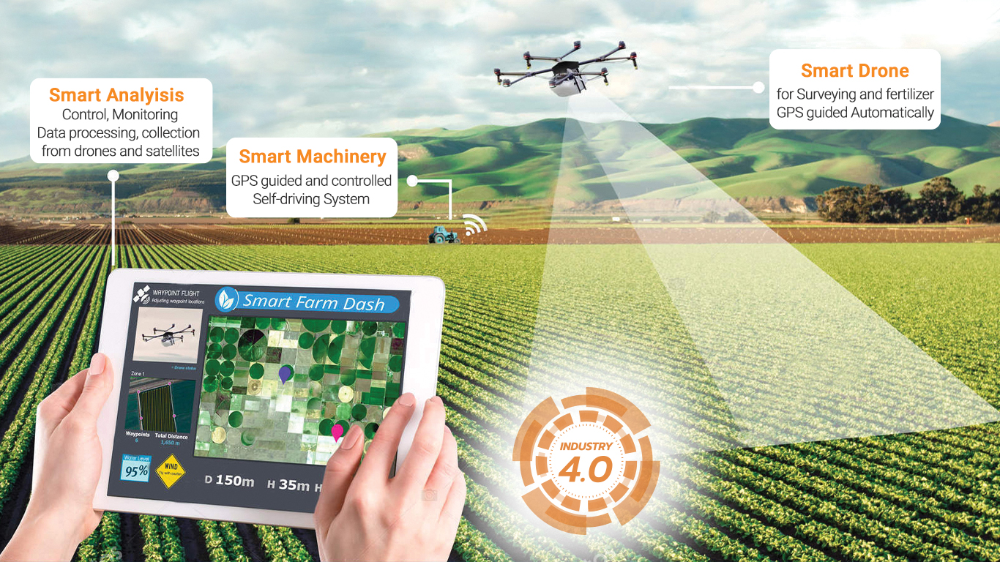 Smart Analyisis
Control, Monitoring
Data processing, collection
from drones and satellites
Smart Machinery
GPS guided and controlled
Self-driving System
Smart Drone
for Surveying and fertilizer
GPS guided Automatically
WAYPOINT FLIGHT
Adjusting waypoint locations
Smart Farm Dash
Drone status
Zone 1
Waypoints
6
Total Distance
1,650 m
Water Level
95%
WIND
Fly with caution
D 150m
H 35m
H
INDUSTRY
4.0